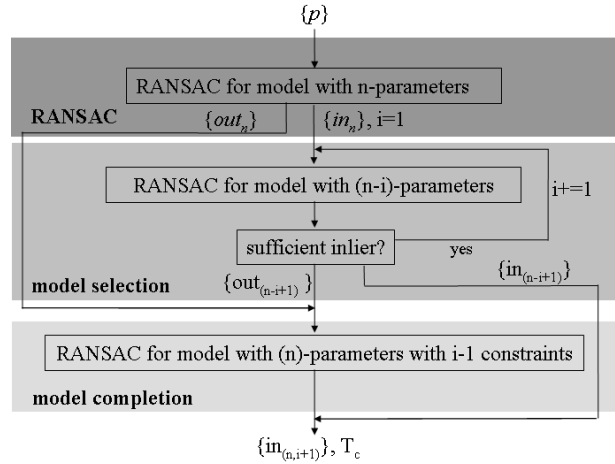 {p}
RANSAC for model with n-parameters
RANSAC
{outₙ}
{inₙ}, i=1
RANSAC for model with (n-i)-parameters
i+=1
sufficient inlier?
yes
{in₍ₙ₋ᵢ₊₁₎}
{out₍ₙ₋ᵢ₊₁₎ }
model selection
RANSAC for model with (n)-parameters with i-1 constraints
model completion
{in₍ₙ,ᵢ₊₁₎}, T_c